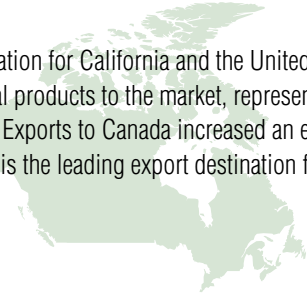 ation for California and the United
al products to the market, represen
Exports to Canada increased an e
is the leading export destination f